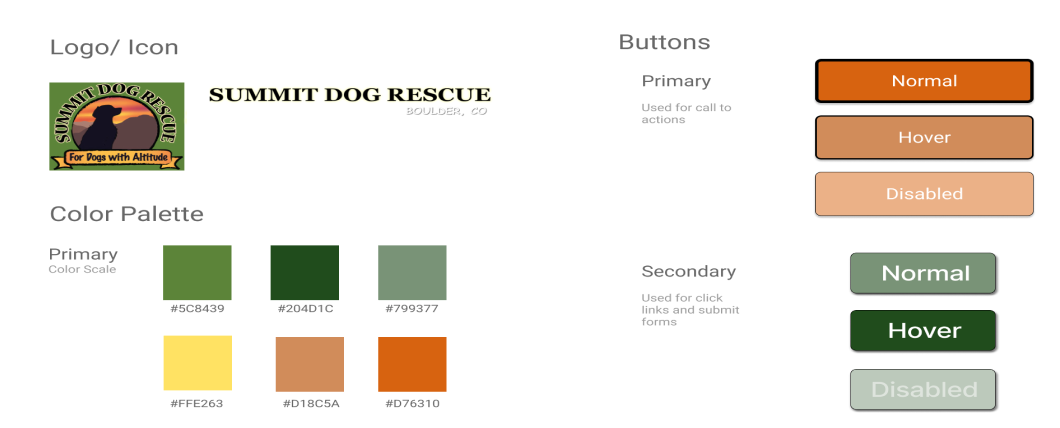 Logo/ Icon
SUMMIT DOG RESCUE
For Dogs with Altitude
SUMMIT DOG RESCUE
BOULDER, CO
Color Palette
Primary
Color Scale
#5C8439
#204D1C
#799377
#FFE263
#D18C5A
#D76310
Buttons
Primary
Used for call to
actions
Normal
Hover
Disabled
Secondary
Used for click
links and submit
forms
Normal
Hover
Disabled